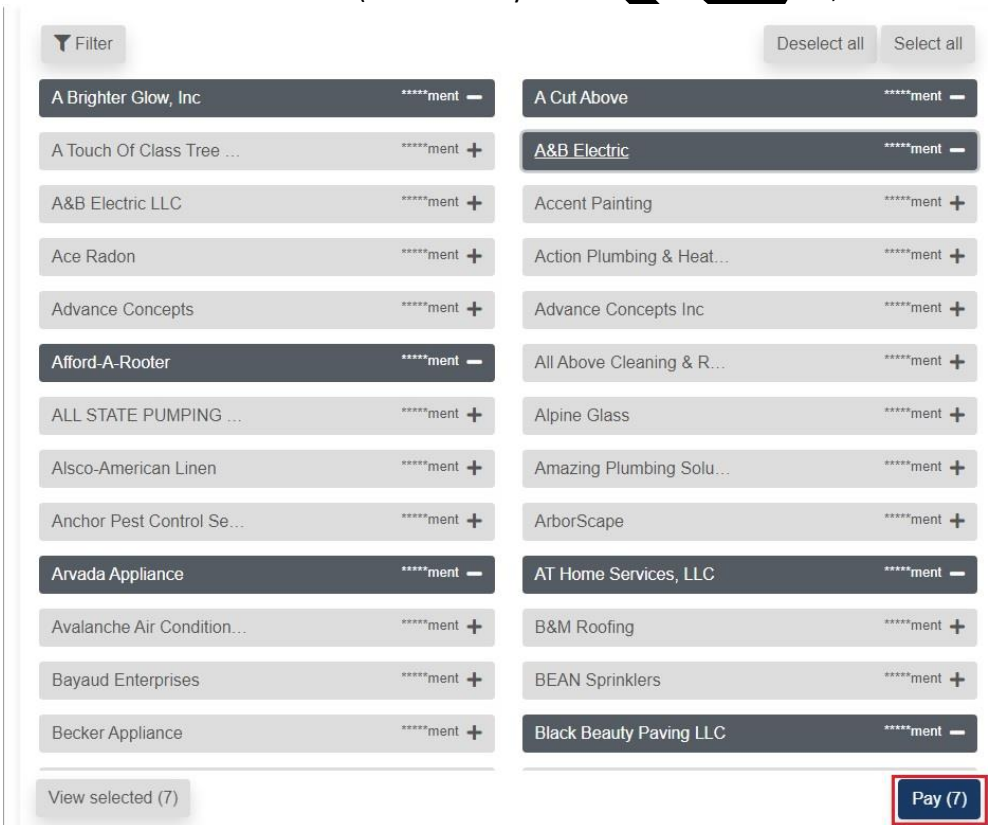 Filter Deselect all Select all
A Brighter Glow, Inc *****ment A Cut Above *****ment
A Touch Of Class Tree ... *****ment A&B Electric *****ment
A&B Electric LLC *****ment Accent Painting *****ment
Ace Radon *****ment Action Plumbing & Heat... *****ment
Advance Concepts *****ment Advance Concepts Inc *****ment
Afford-A-Rooter *****ment All Above Cleaning & R... *****ment
ALL STATE PUMPING ... *****ment Alpine Glass *****ment
Alsco-American Linen *****ment Amazing Plumbing Solu... *****ment
Anchor Pest Control Se... *****ment ArborScape *****ment
Arvada Appliance *****ment AT Home Services, LLC *****ment
Avalanche Air Condition... *****ment B&M Roofing *****ment
Bayaud Enterprises *****ment BEAN Sprinklers *****ment
Becker Appliance *****ment Black Beauty Paving LLC *****ment
View selected (7) Pay (7)